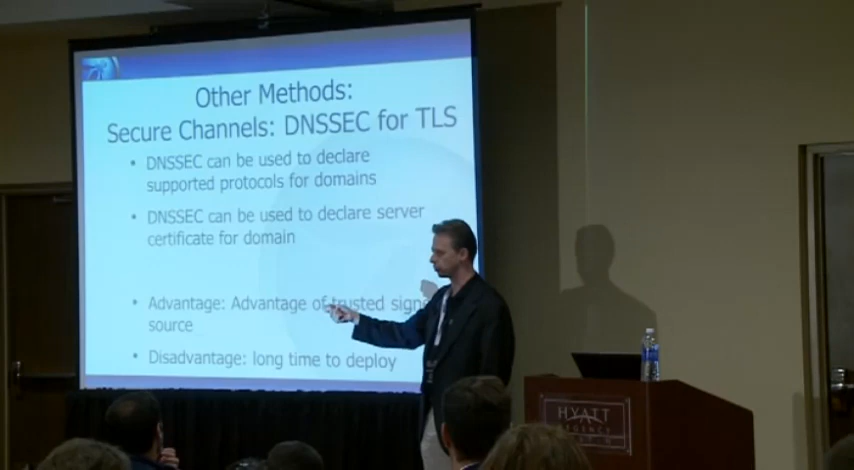 Other Methods:
Secure Channels: DNSSEC for TLS
• DNSSEC can be used to declare
supported protocols for domains
• DNSSEC can be used to declare server
certificate for domain
• Advantage: Advantage of trusted
source
• Disadvantage: long time to deploy
HYATT
REGENCY